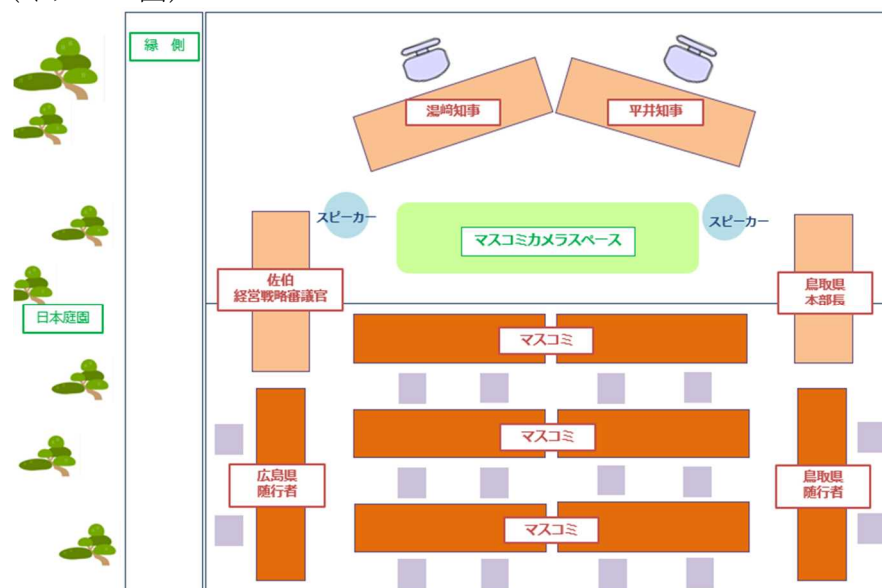 縁 側
湯﨑知事
平井知事
スピーカー
スピーカー
マスコミカメラスペース
佐伯
経営戦略審議官
鳥取県
本部長
日本庭園
マスコミ
マスコミ
広島県
随行者
鳥取県
随行者
マスコミ